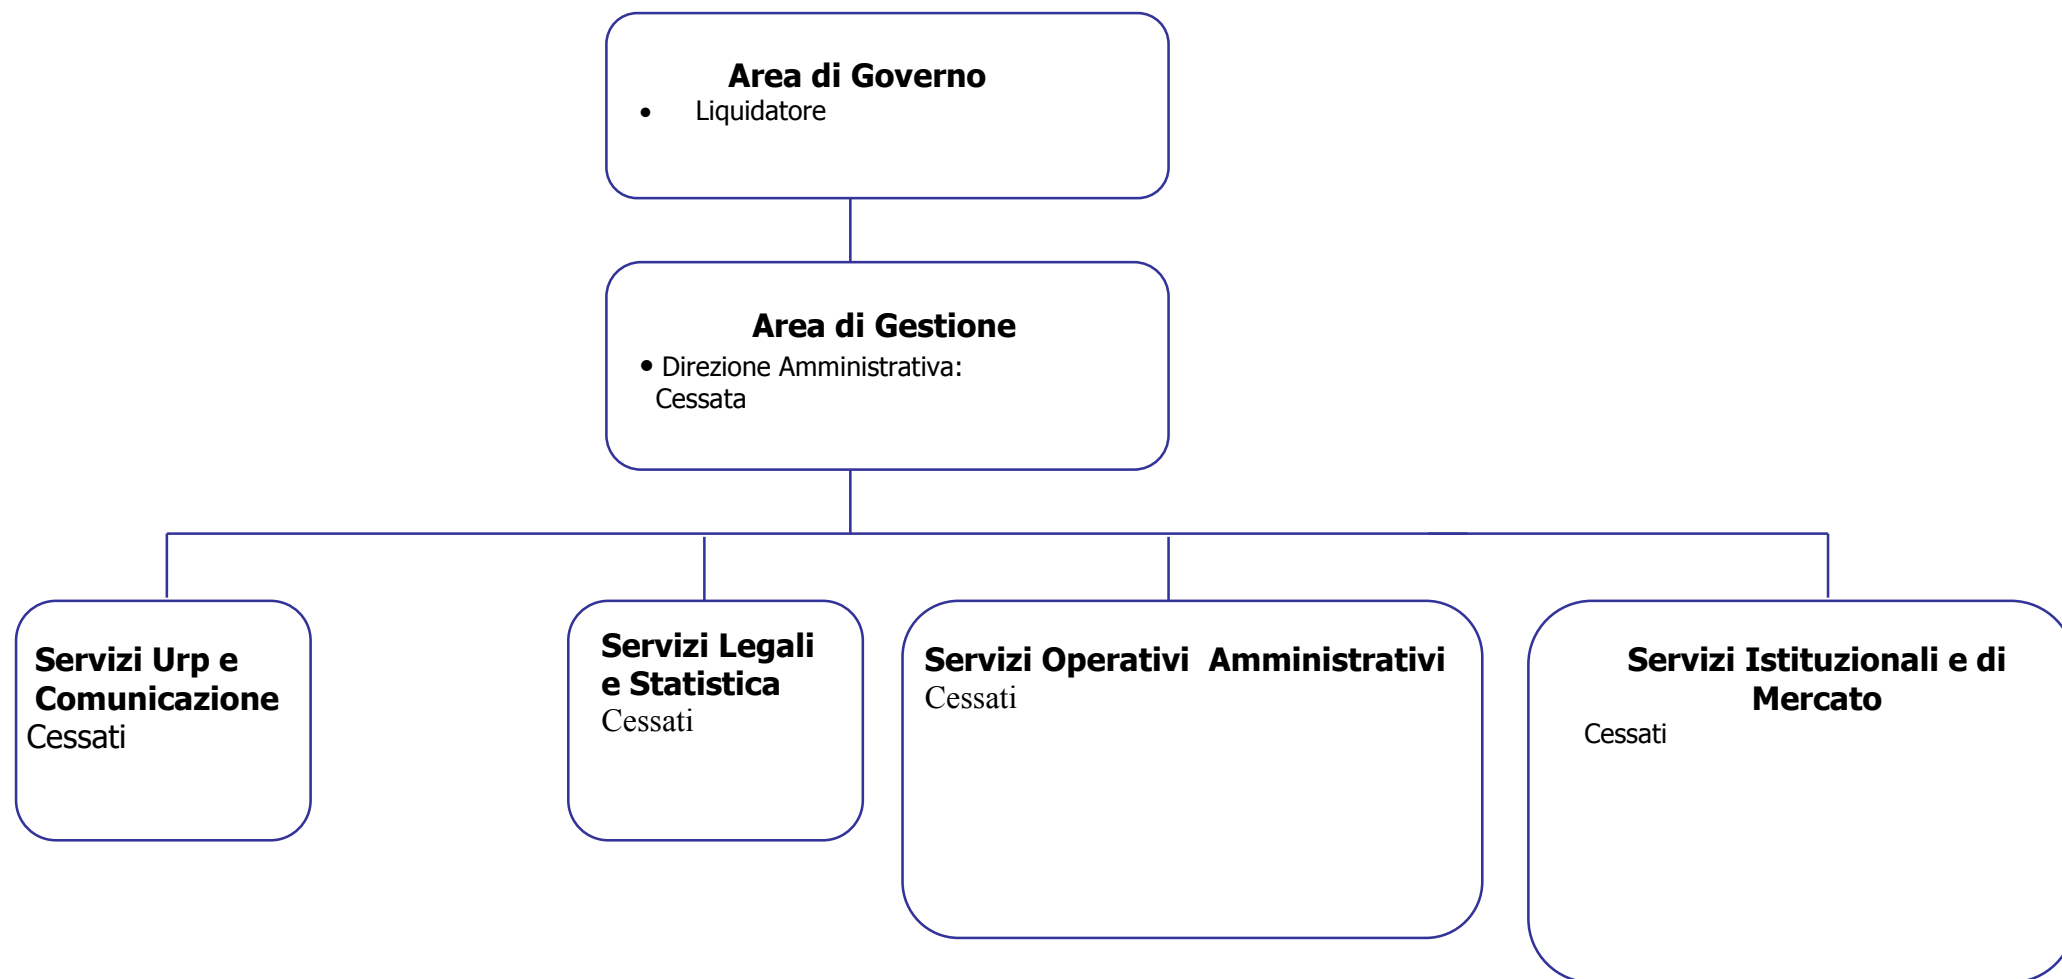 Area di Governo
• Liquidatore
Area di Gestione
• Direzione Amministrativa:
Cessata
Servizi Urp e
Comunicazione
Cessati
Servizi Legali
e Statistica
Cessati
Servizi Operativi  Amministrativi
Cessati
Servizi Istituzionali e di
Mercato
Cessati